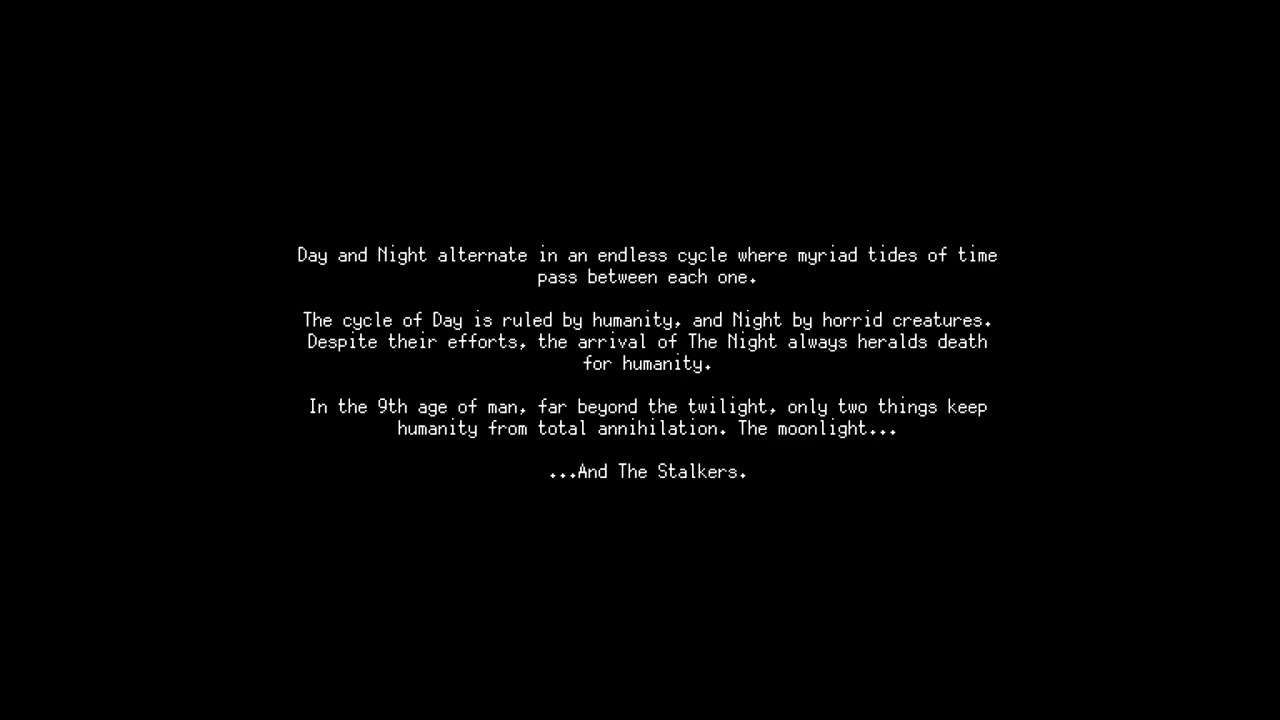 Day and Night alternate in an endless cycle where myriad tides of time
pass between each one.
The cycle of Day is ruled by humanity, and Night by horrid creatures.
Despite their efforts, the arrival of The Night always heralds death
for humanity.
In the 9th age of man, far beyond the twilight, only two things keep
humanity from total annihilation. The moonlight...
...And The Stalkers.